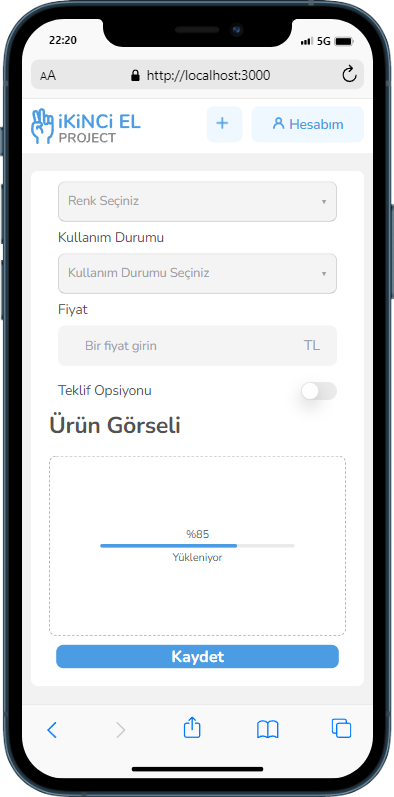 22:20
5G
AA
http://localhost:3000
iKiNCi EL
PROJECT
+
Hesabım
Renk Seçiniz
Kullanım Durumu
Kullanım Durumu Seçiniz
Fiyat
Bir fiyat girin TL
Teklif Opsiyonu
Ürün Görseli
%85
Yükleniyor
Kaydet